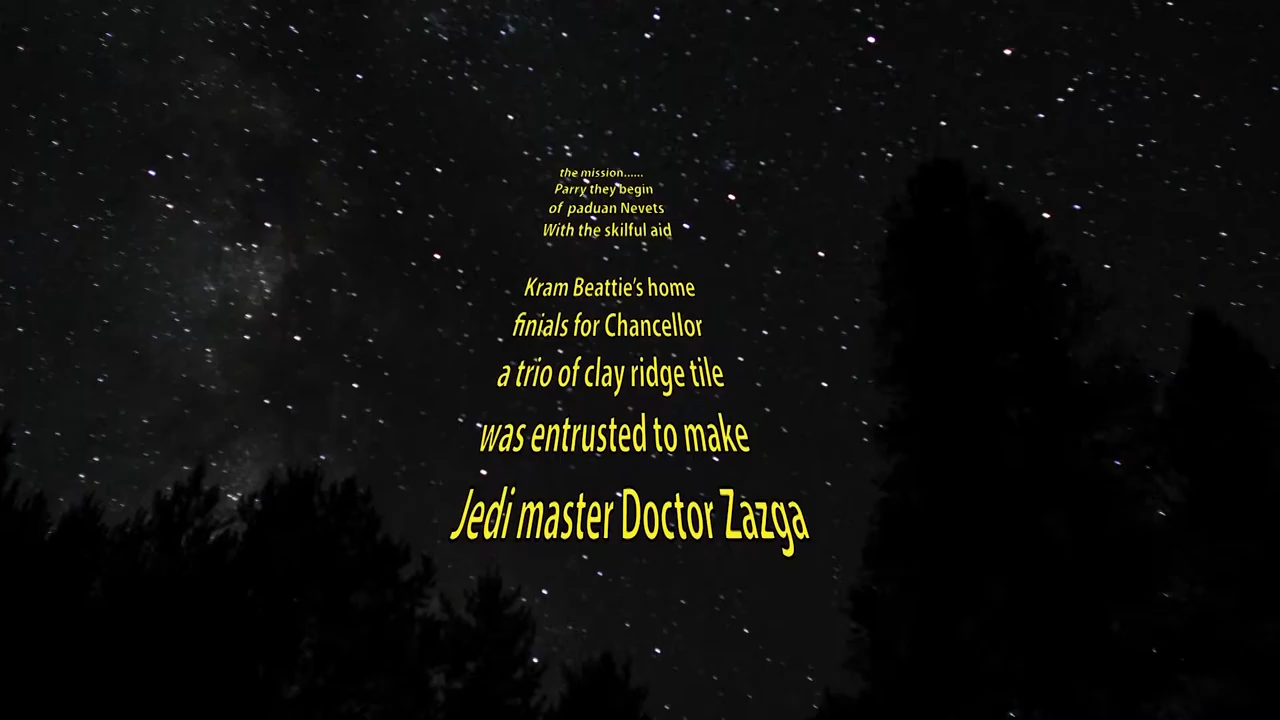 Jedi master Doctor Zazga
was entrusted to make
a trio of clay ridge tile
finials for Chancellor
Kram Beattie's home
With the skilful aid
of paduan Nevets
Parry they begin
the mission......